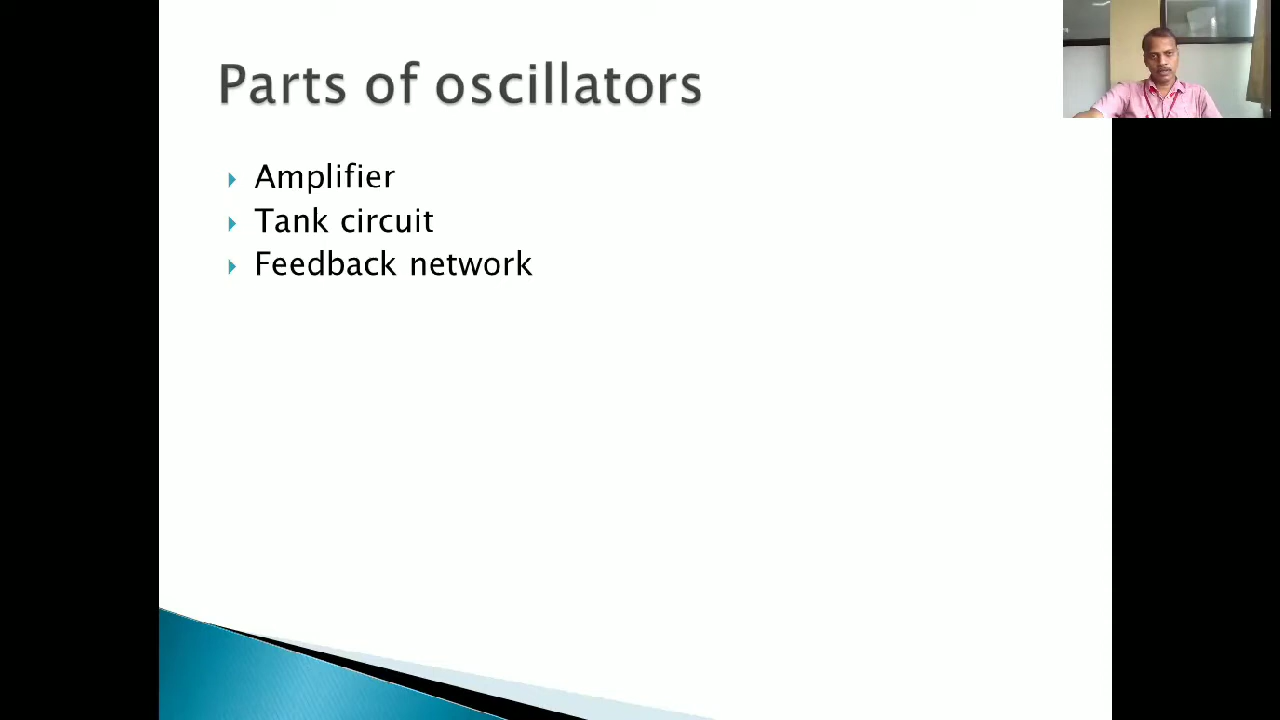 Parts of oscillators
Amplifier
Tank circuit
Feedback network